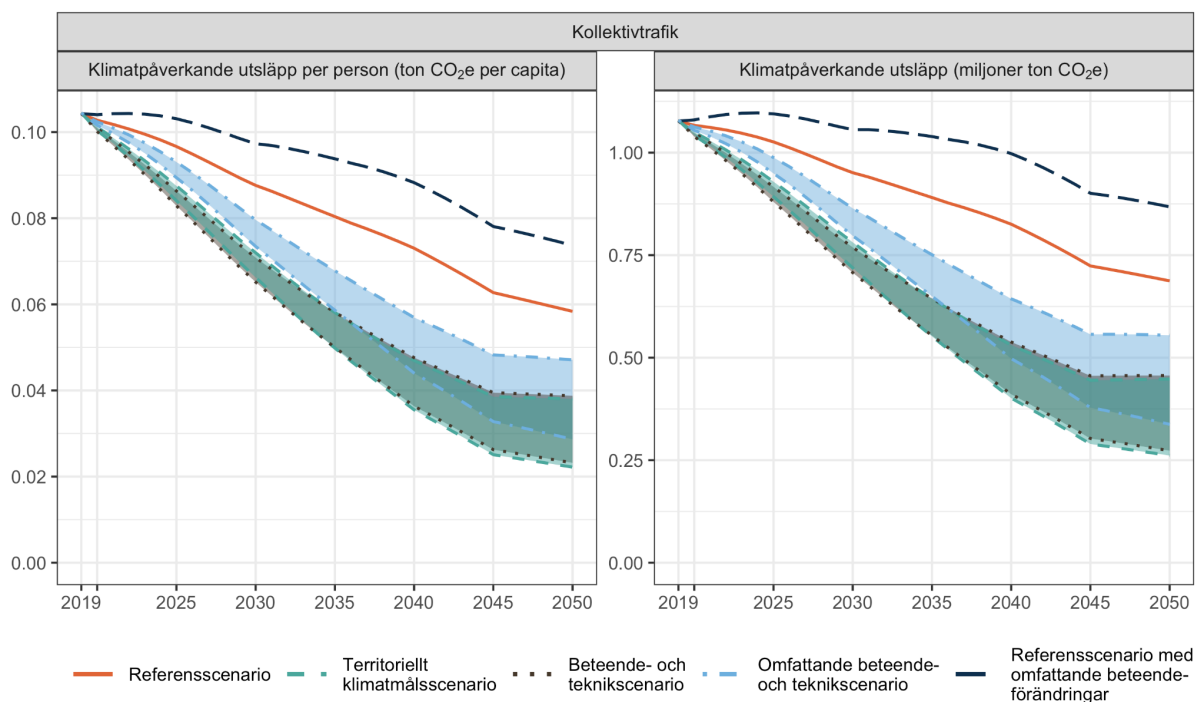 Kollektivtrafik
Klimatpåverkande utsläpp per person (ton CO₂e per capita)
Klimatpåverkande utsläpp (miljoner ton CO₂e)
0.10
0.08
0.06
0.04
0.02
0.00
1.00
0.75
0.50
0.25
0.00
2019 2025 2030 2035 2040 2045 2050
2019 2025 2030 2035 2040 2045 2050
Referensscenario
Territoriellt
klimatmålsscenario
Beteende- och
teknikscenario
Omfattande beteende-
och teknikscenario
Referensscenario med
omfattande beteende-
förändringar